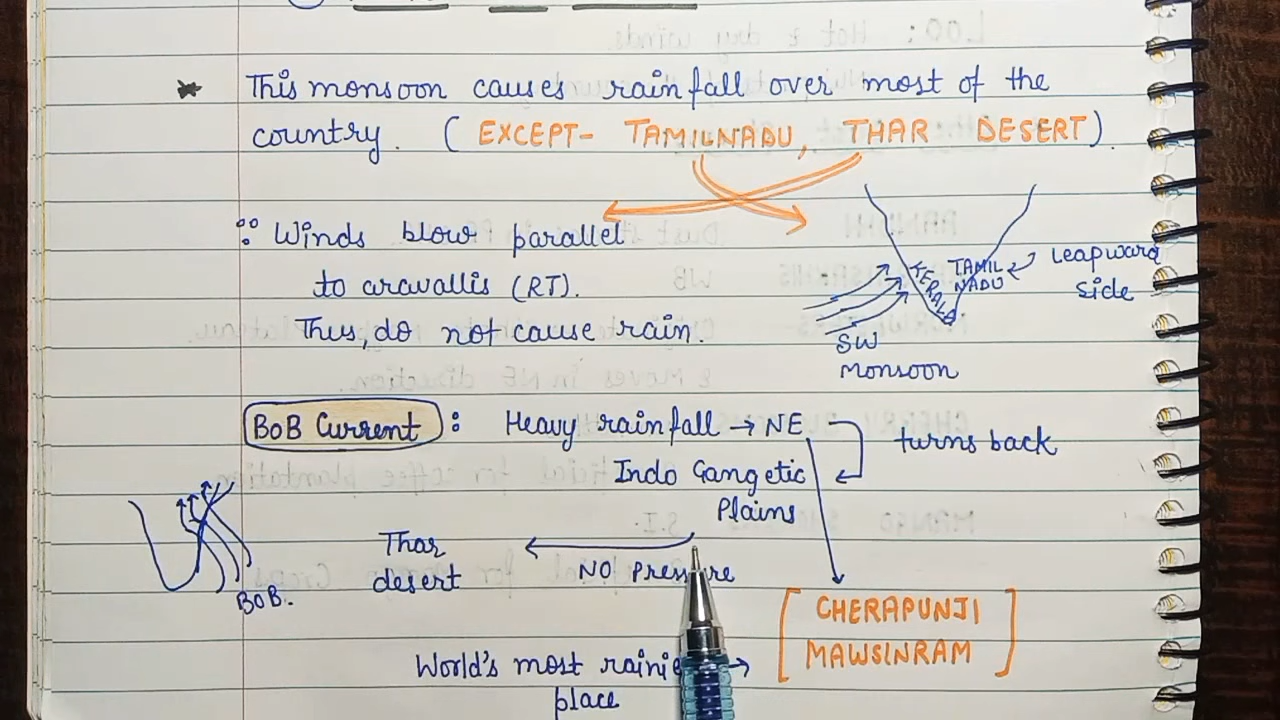 This monsoon causes rainfall over most of the
country. (EXCEPT- TAMILNADU, THAR DESERT).
∵ Winds blow parallel
to aravallis (RT).
Thus, do not cause rain.
KERALA
TAMIL
NADU
leapward
side
SW
monsoon
BoB Current : Heavy rainfall → NE
turns back
Indo Gangetic
Plains
Thar
desert
NO Pressure
BOB.
CHERAPUNJI
MAWSINRAM
World's most
place